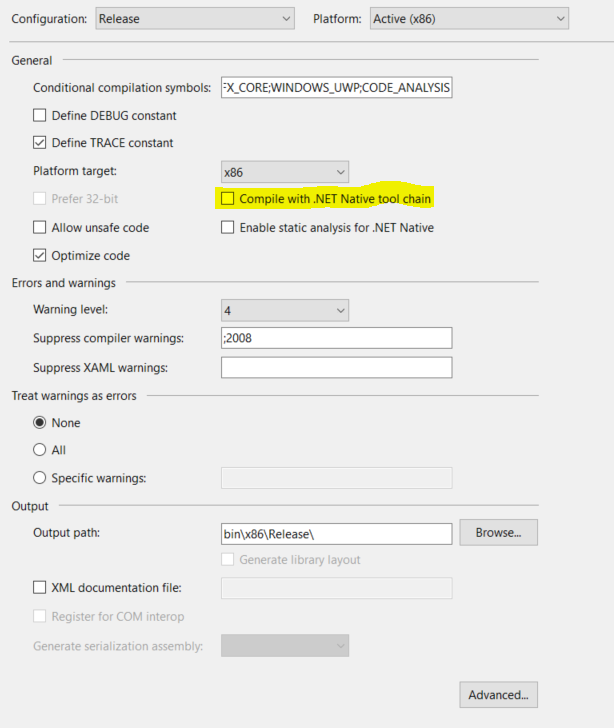 Configuration: Release Platform: Active (x86)
General
Conditional compilation symbols: FX_CORE;WINDOWS_UWP;CODE_ANALYSIS
Define DEBUG constant
Define TRACE constant
Platform target: x86
Prefer 32-bit Compile with .NET Native tool chain
Allow unsafe code Enable static analysis for .NET Native
Optimize code
Errors and warnings
Warning level: 4
Suppress compiler warnings: ;2008
Suppress XAML warnings:
Treat warnings as errors
None
All
Specific warnings:
Output
Output path: bin\x86\Release\ Browse...
Generate library layout
XML documentation file:
Register for COM interop
Generate serialization assembly:
Advanced...